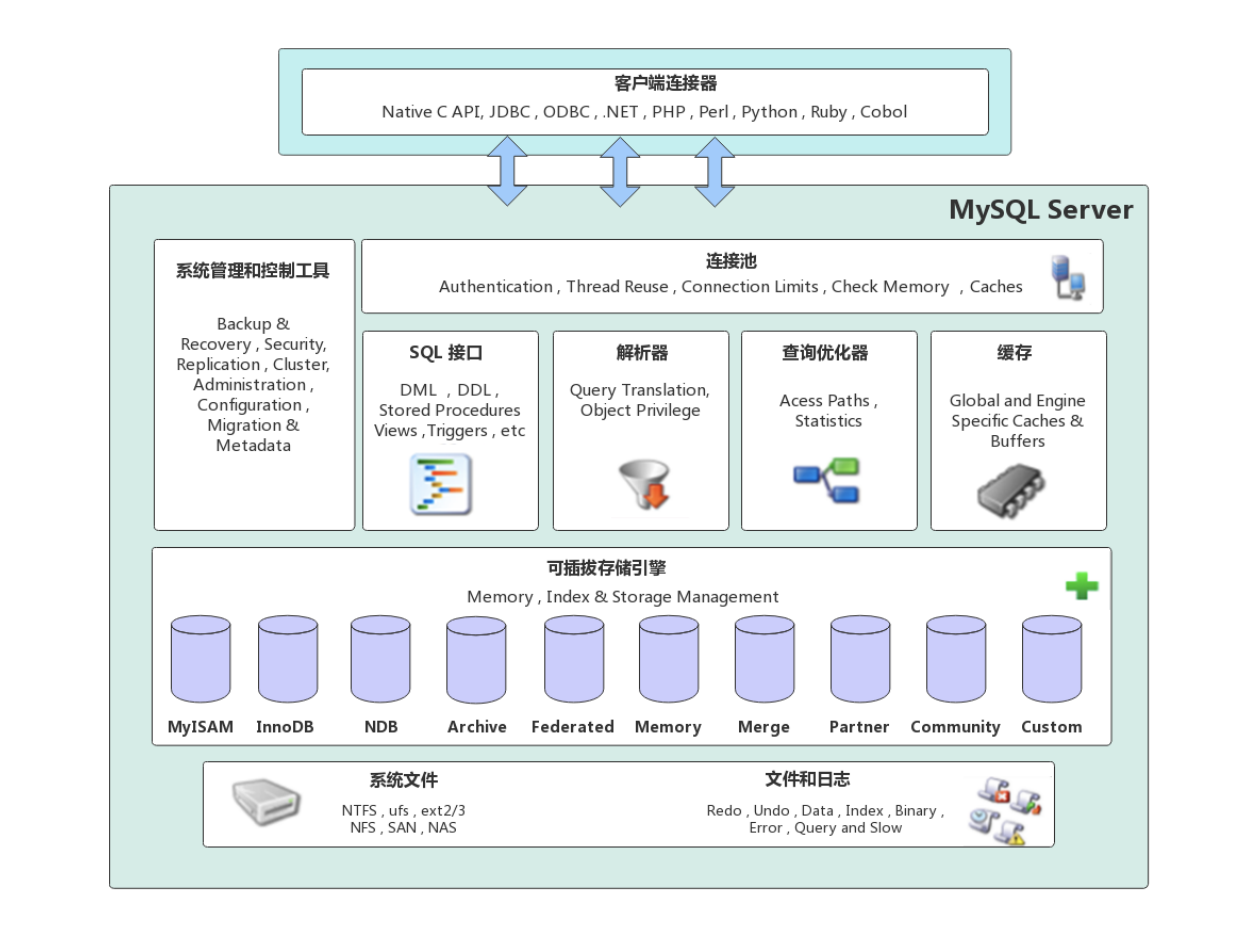 客户端连接器
Native C API, JDBC , ODBC , .NET , PHP , Perl , Python , Ruby , Cobol
MySQL Server
系统管理和控制工具
Backup &
Recovery , Security,
Replication , Cluster,
Administration ,
Configuration ,
Migration &
Metadata
连接池
Authentication , Thread Reuse , Connection Limits , Check Memory , Caches
SQL 接口
DML , DDL ,
Stored Procedures
Views ,Triggers , etc
解析器
Query Translation,
Object Privilege
查询优化器
Acess Paths ,
Statistics
缓存
Global and Engine
Specific Caches &
Buffers
可插拔存储引擎
Memory , Index & Storage Management
MyISAM InnoDB NDB Archive Federated Memory Merge Partner Community Custom
系统文件
NTFS , ufs , ext2/3
NFS , SAN , NAS
文件和日志
Redo , Undo , Data , Index , Binary ,
Error , Query and Slow